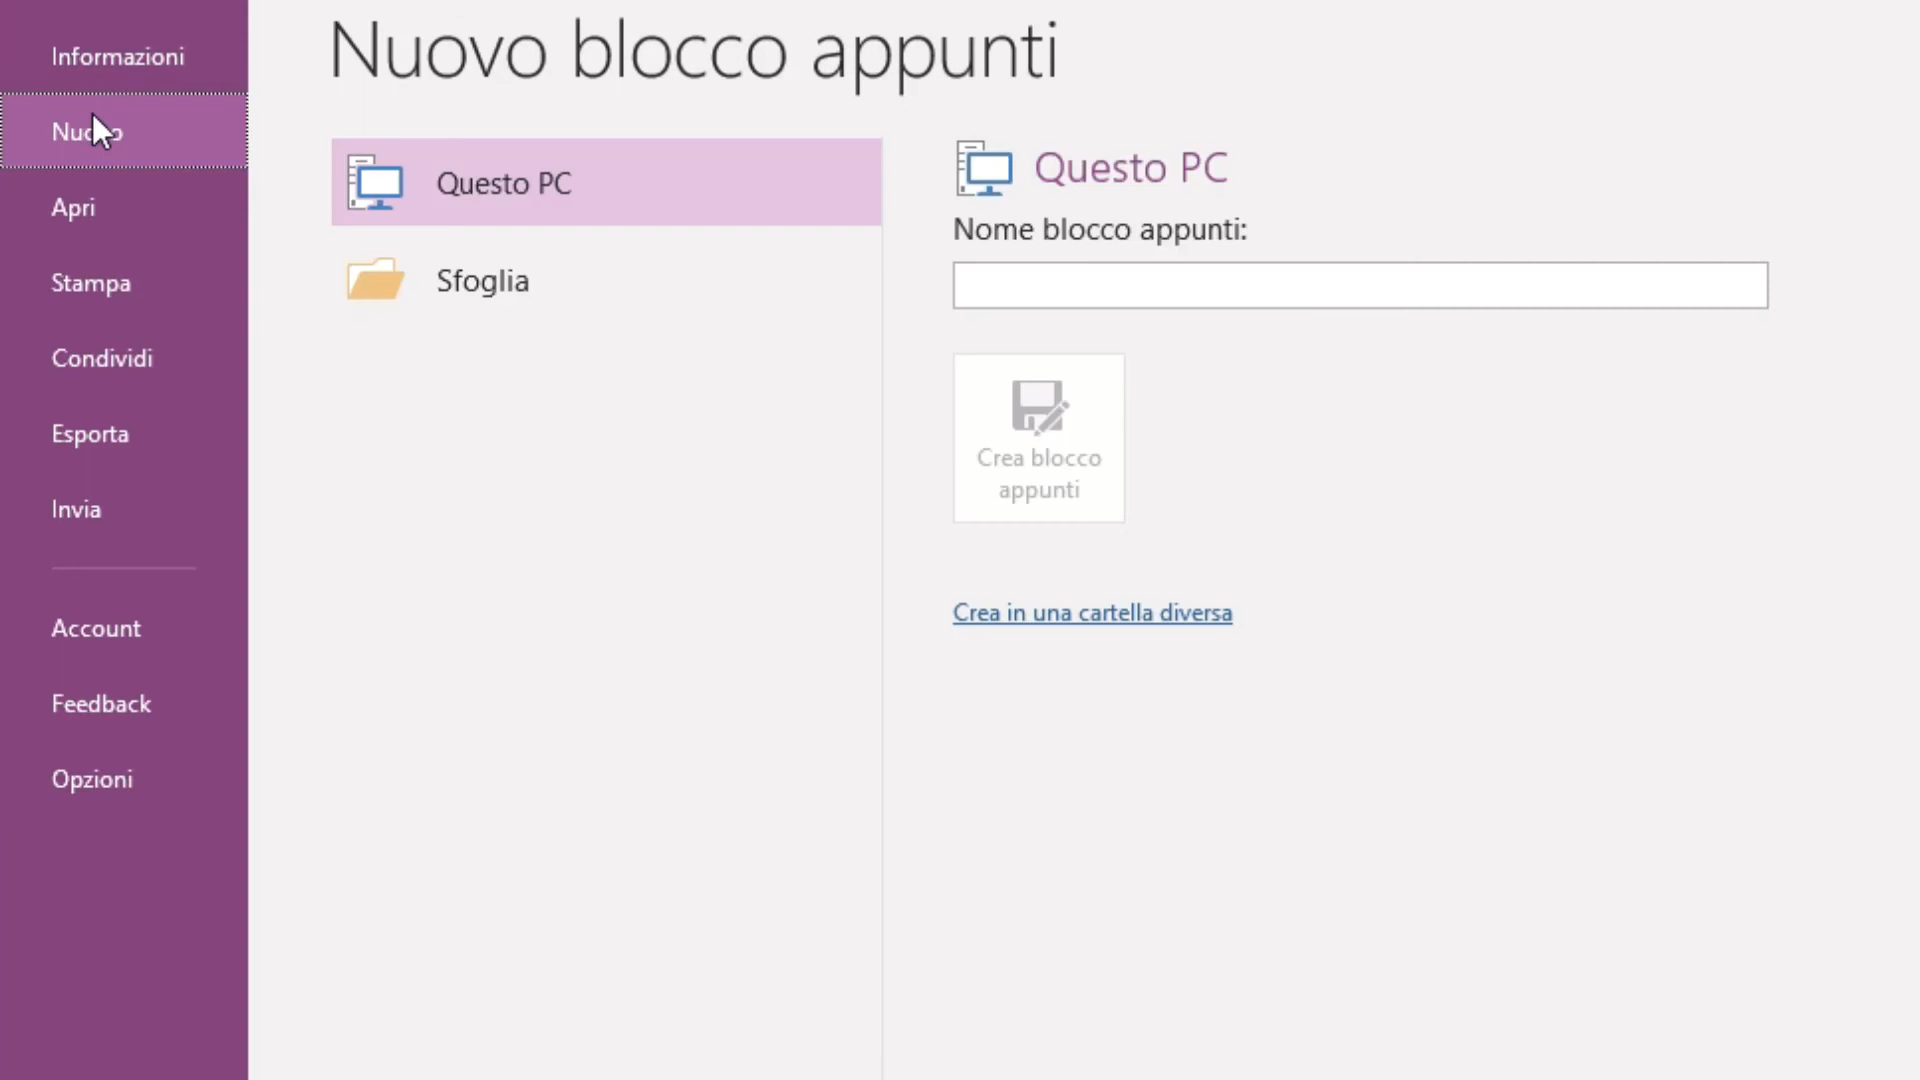 Informazioni
Nuovo
Apri
Stampa
Condividi
Esporta
Invia
Account
Feedback
Opzioni
Nuovo blocco appunti
Questo PC
Sfoglia
Questo PC
Nome blocco appunti:
Crea blocco
appunti
Crea in una cartella diversa